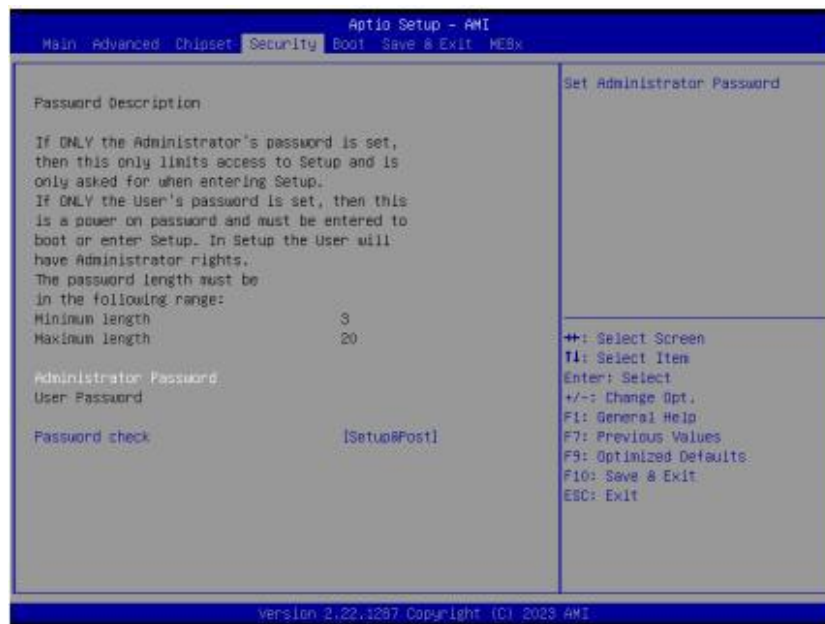 Aptio Setup - AMI
Main Advanced Chipset Security Boot Save & Exit MEBx
Password Description
If ONLY the Administrator's password is set,
then this only limits access to Setup and is
only asked for when entering Setup.
If ONLY the User's password is set, then this
is a power on password and must be entered to
boot or enter Setup. In Setup the User will
have Administrator rights.
The password length must be
in the following range:
Minimum length 3
Maximum length 20
Administrator Password
User Password
Password check [Setup&Post]
Set Administrator Password
→←: Select Screen
↑↓: Select Item
Enter: Select
+/-: Change Opt.
F1: General Help
F7: Previous Values
F9: Optimized Defaults
F10: Save & Exit
ESC: Exit
Version 2.22.1287 Copyright (C) 2023 AMI